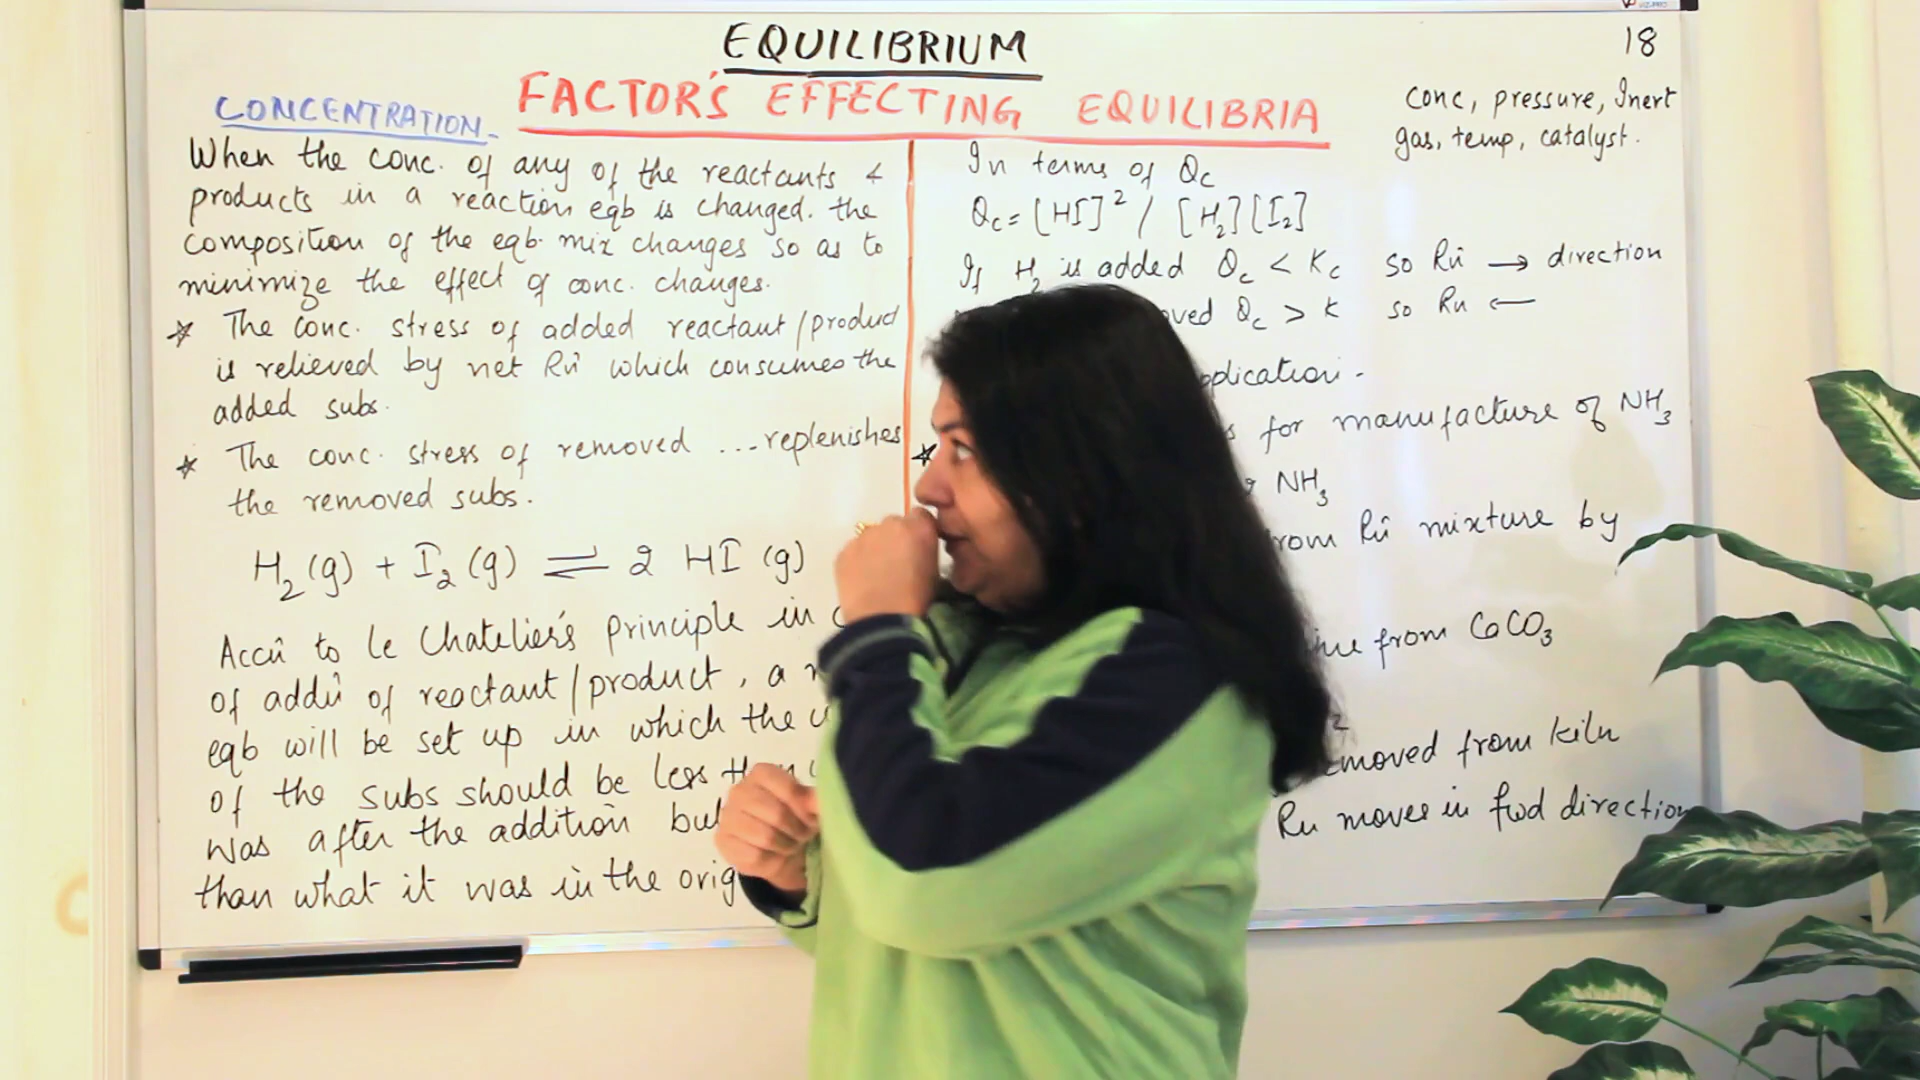 EQUILIBRIUM
18
FACTOR'S EFFECTING EQUILIBRIA
conc, pressure, Inert
gas, temp, catalyst.
CONCENTRATION-
When the conc. of any of the reactants &
products in a reaction eqb is changed. the
composition of the eqb. mix changes so as to
minimize the effect of conc. changes.
The conc. stress of added reactant/product
is relieved by net Rn which consumes the
added subs.
The conc. stress of removed ...replenishes
the removed subs.
H2(g) + I2(g) ⇌ 2 HI (g)
Accn to le Chatelier's principle in
of addn of reactant/product, a
eqb will be set up in which the
of the subs should be less than
was after the addition but
than what it was in the orig
In terms of Qc
Qc = [HI]² / [H2][I2]
If H2 is added Qc < Kc so Rn → direction
oved Qc > K so Rn ←
plication-
for manufacture of NH3
NH3
rom Rn mixture by
from CaCO3
2
emoved from kiln
Rn moves in fwd direction